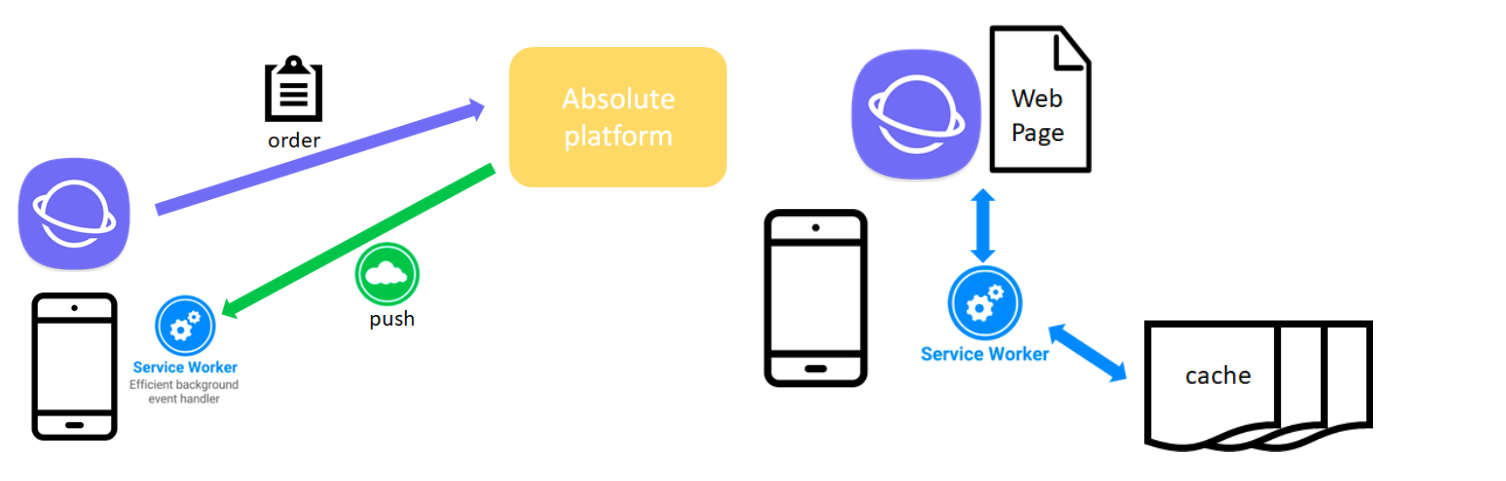 order
Absolute
platform
push
Service Worker
Efficient background
event handler
Web
Page
Service Worker
cache